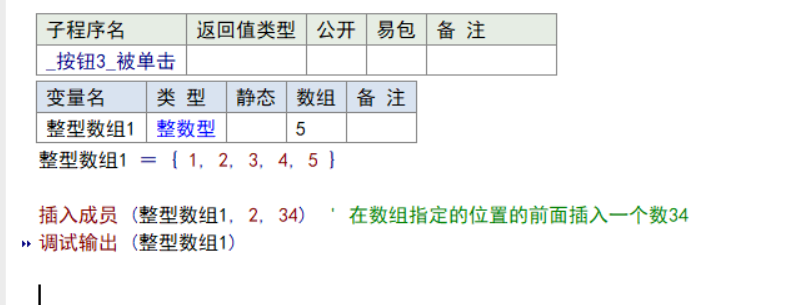 子程序名 返回值类型 公开 易包 备 注
_按钮3_被单击
变量名 类 型 静态 数组 备 注
整型数组1 整数型 5
整型数组1 = { 1, 2, 3, 4, 5 }
插入成员 (整型数组1, 2, 34) ' 在数组指定的位置的前面插入一个数34
调试输出 (整型数组1)